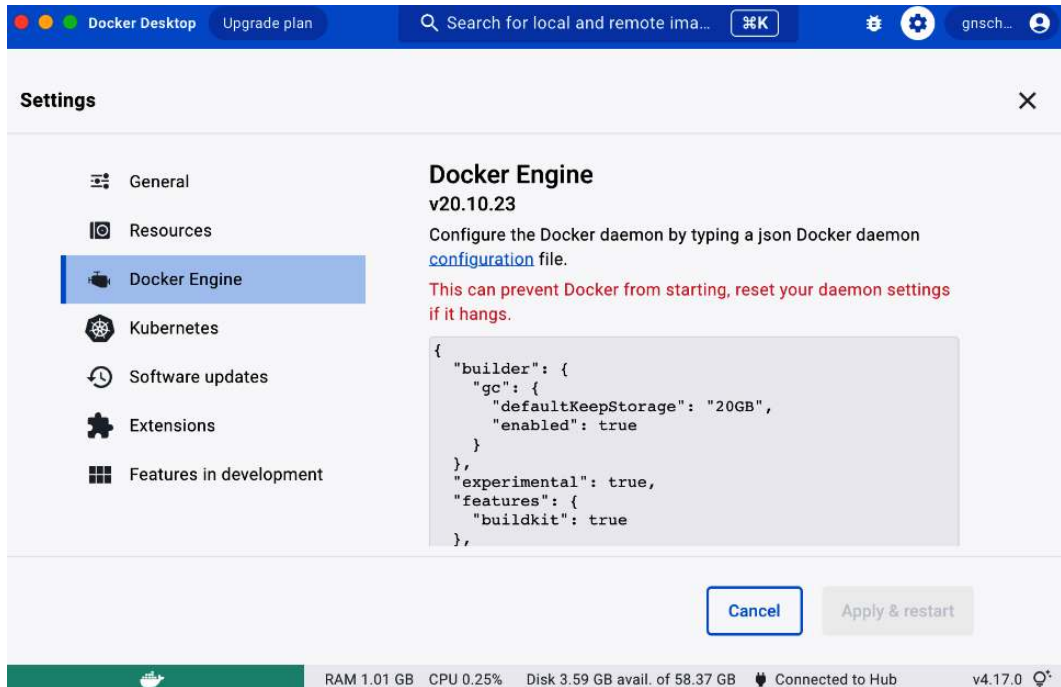 Docker Desktop Upgrade plan Search for local and remote ima... ⌘K gnsch...
Settings
General
Resources
Docker Engine
Kubernetes
Software updates
Extensions
Features in development
Docker Engine
v20.10.23
Configure the Docker daemon by typing a json Docker daemon
configuration file.
This can prevent Docker from starting, reset your daemon settings
if it hangs.
{
  "builder": {
    "gc": {
      "defaultKeepStorage": "20GB",
      "enabled": true
    }
  },
  "experimental": true,
  "features": {
    "buildkit": true
  },
Cancel Apply & restart
RAM 1.01 GB CPU 0.25% Disk 3.59 GB avail. of 58.37 GB Connected to Hub v4.17.0